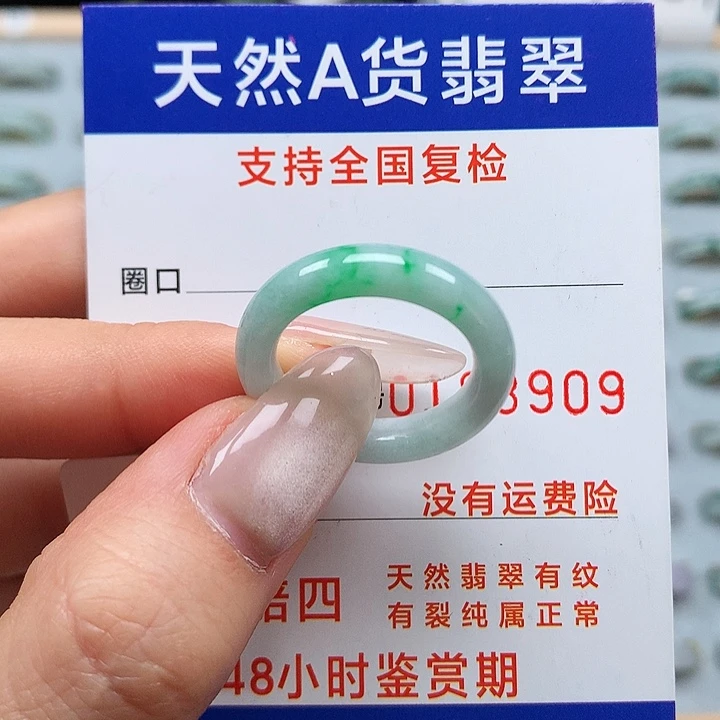 天然A货翡翠
支持全国复检
圈口
3909
没有运费险
四
天然翡翠有纹
有裂纯属正常
48小时鉴赏期